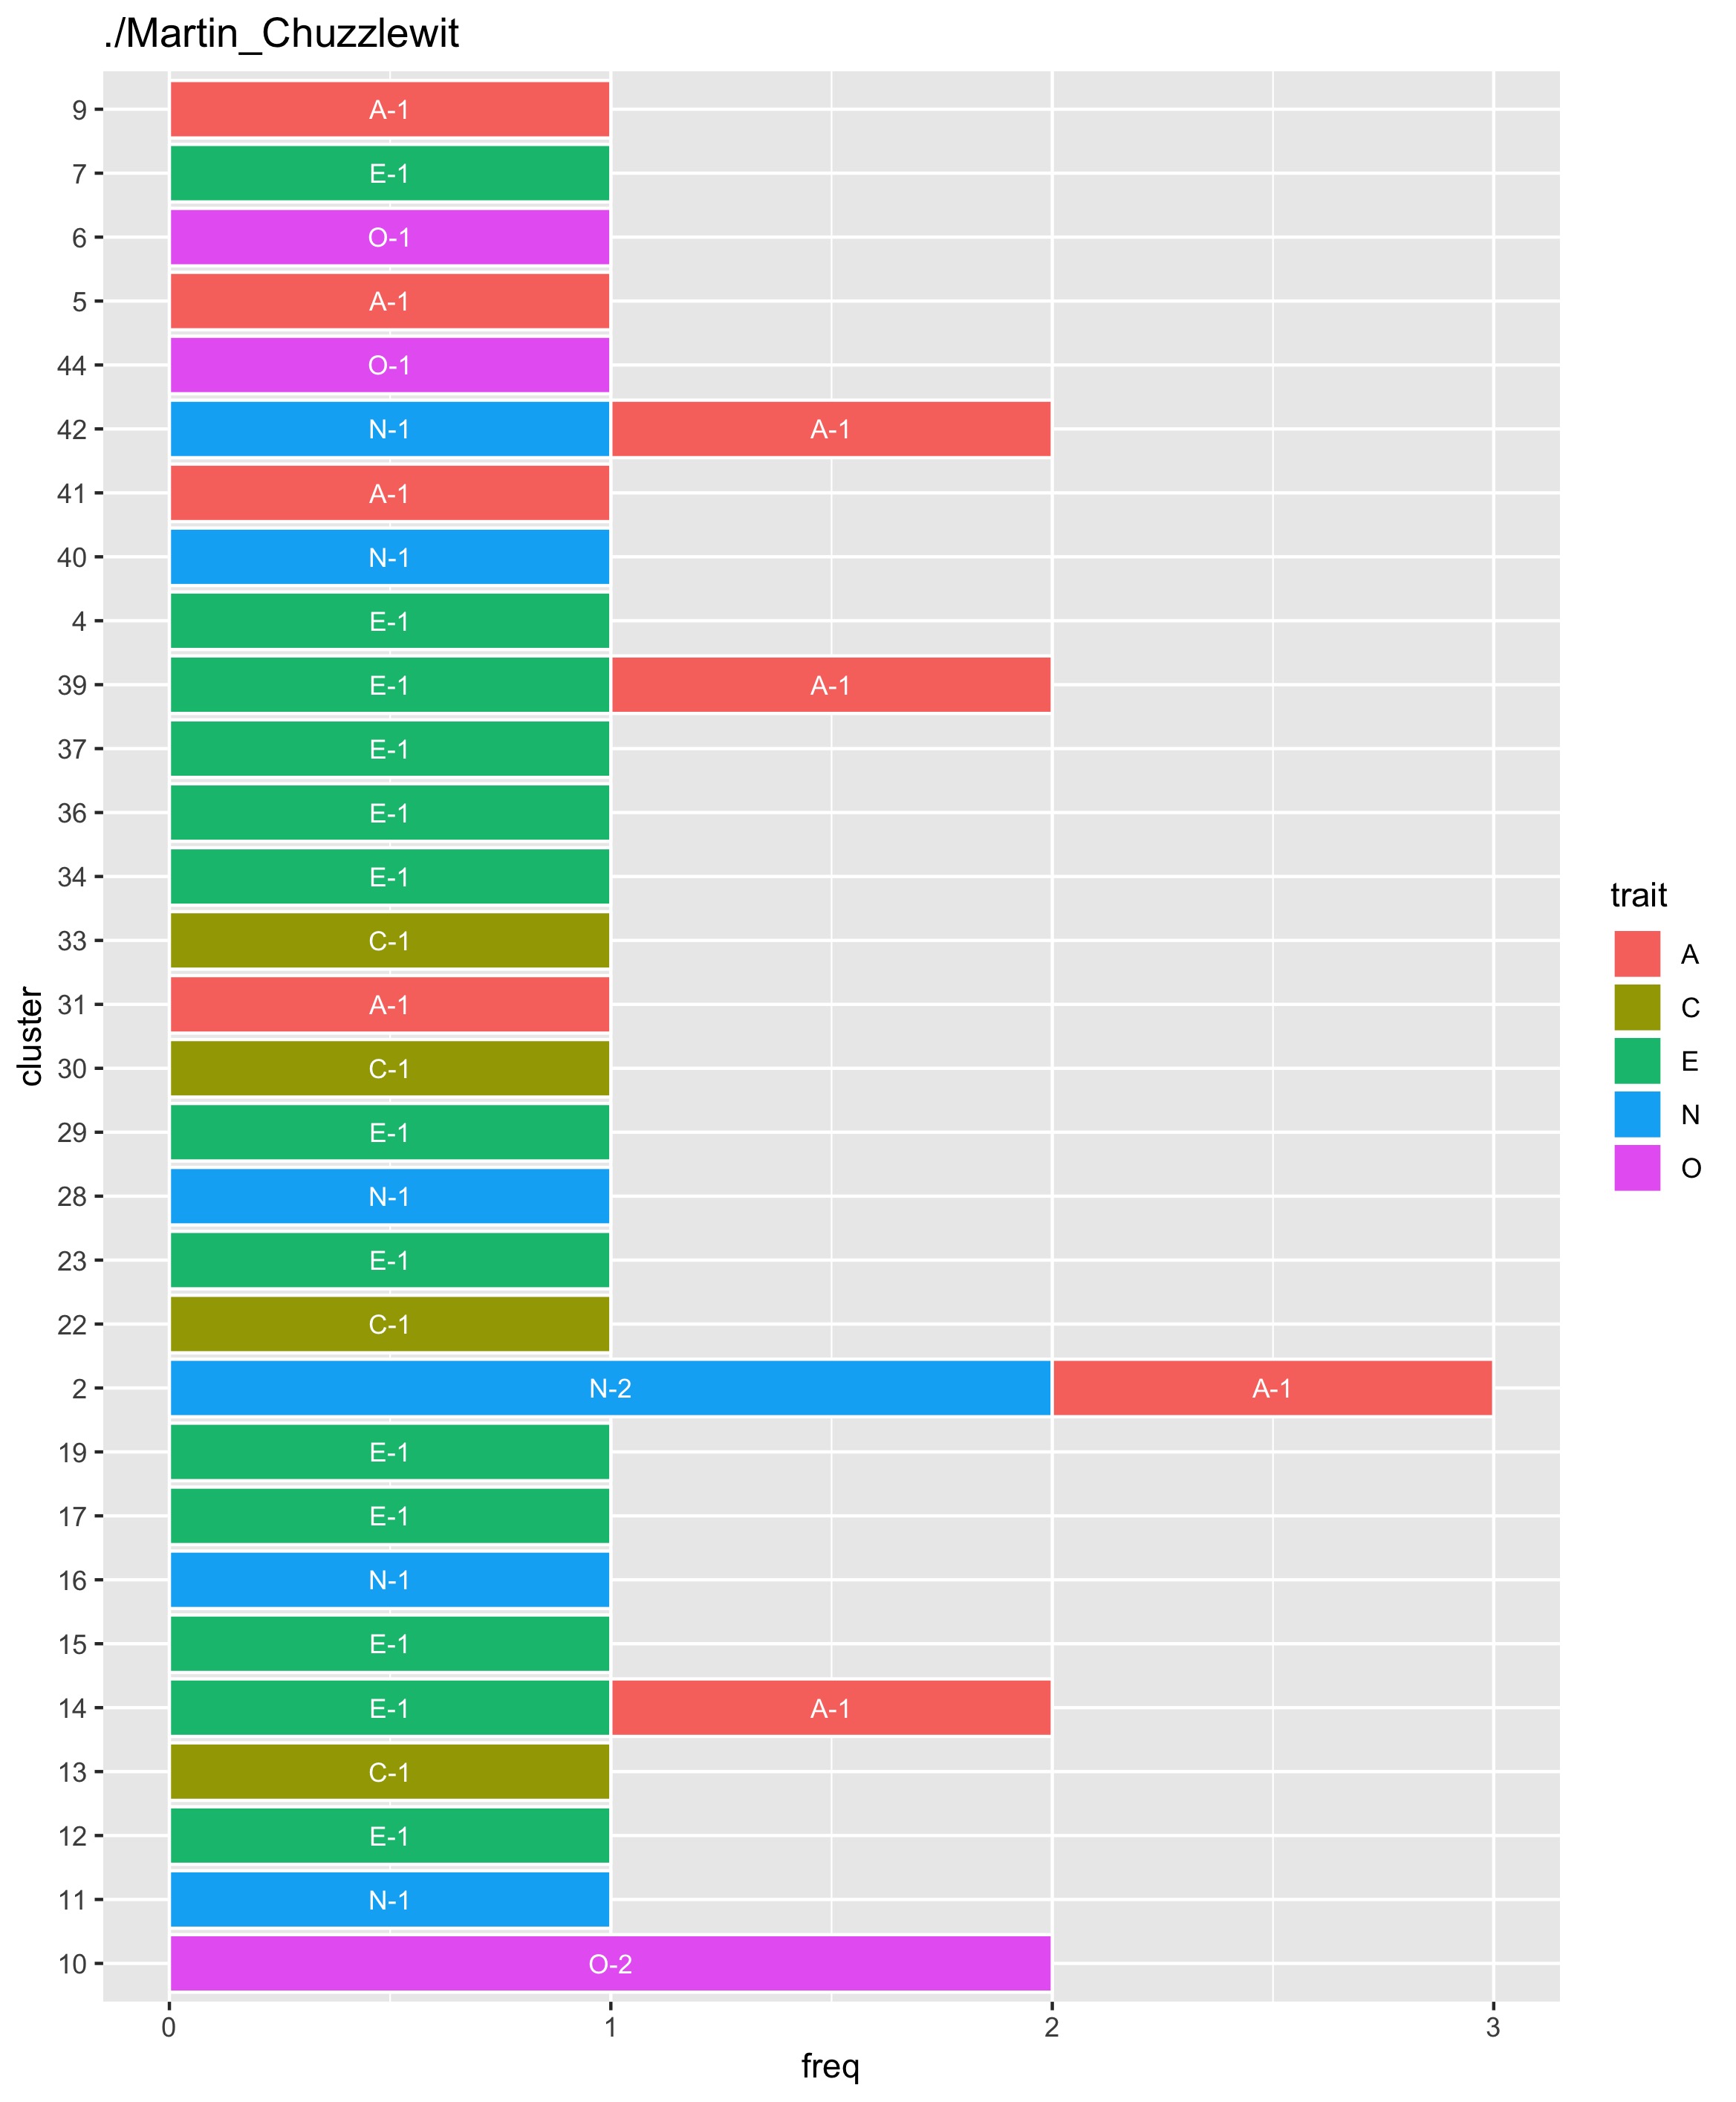 ./Martin_Chuzzlewit
9 A-1
7 E-1
6 O-1
5 A-1
44 O-1
42 N-1 A-1
41 A-1
40 N-1
4 E-1
39 E-1 A-1
37 E-1
36 E-1
34 E-1
33 C-1
31 A-1
30 C-1
29 E-1
28 N-1
23 E-1
22 C-1
2 N-2 A-1
19 E-1
17 E-1
16 N-1
15 E-1
14 E-1 A-1
13 C-1
12 E-1
11 N-1
10 O-2
0 1 2 3
freq
cluster
trait
A
C
E
N
O